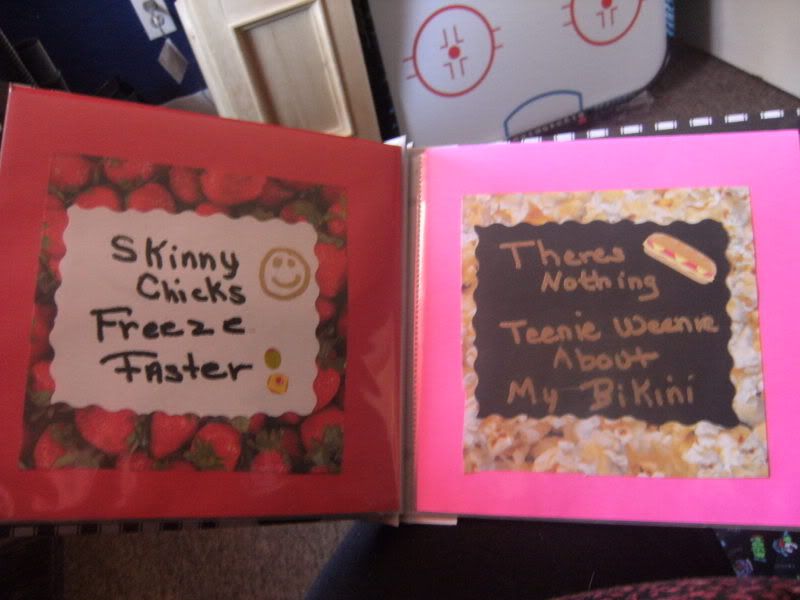 Skinny
Chicks
Freeze
Faster
Theres
Nothing
Teenie Weenie
About
My Bikini